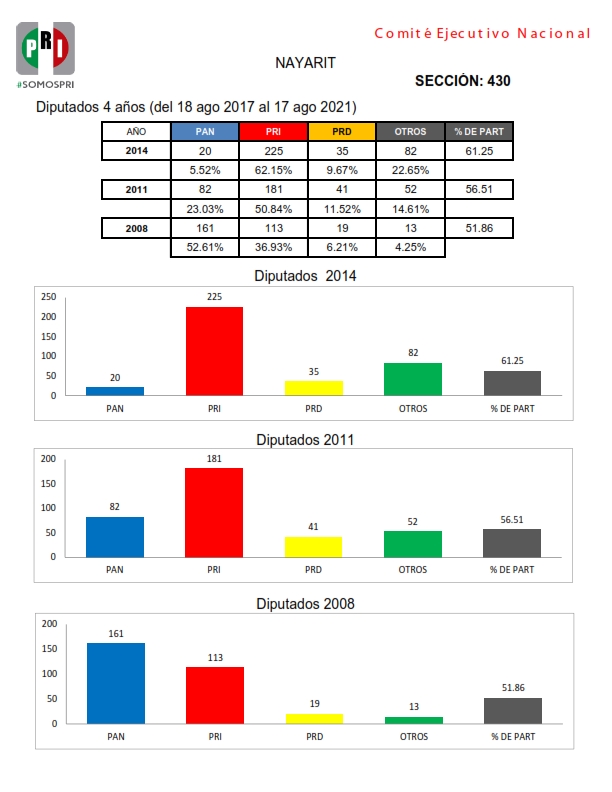 Comité Ejecutivo Nacional
PRI
#SOMOSPRI
NAYARIT
SECCIÓN: 430
Diputados 4 años (del 18 ago 2017 al 17 ago 2021)
AÑO PAN PRI PRD OTROS % DE PART
2014 20 225 35 82 61.25
5.52% 62.15% 9.67% 22.65%
2011 82 181 41 52 56.51
23.03% 50.84% 11.52% 14.61%
2008 161 113 19 13 51.86
52.61% 36.93% 6.21% 4.25%
Diputados 2014
250
200
150
100
50
0
20 225 35 82 61.25
PAN PRI PRD OTROS % DE PART
Diputados 2011
200
150
100
50
0
82 181 41 52 56.51
PAN PRI PRD OTROS % DE PART
Diputados 2008
200
150
100
50
0
161 113 19 13 51.86
PAN PRI PRD OTROS % DE PART